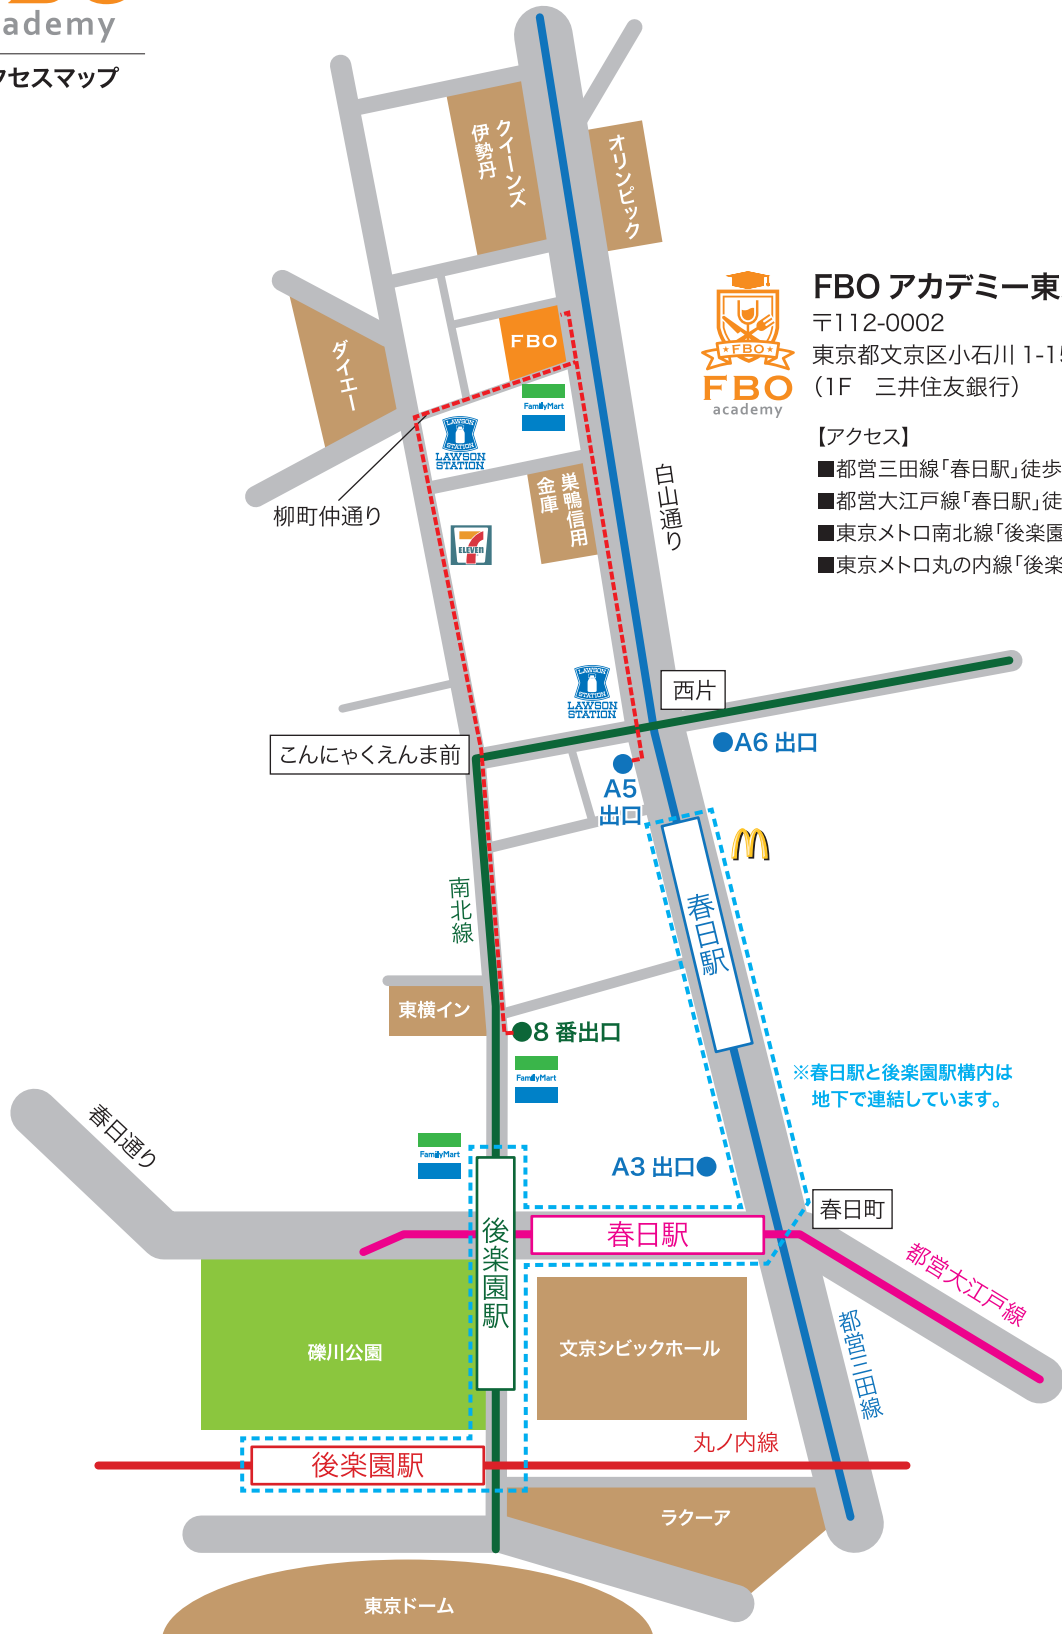 FBO
academy
クセスマップ
クイーンズ
伊勢丹
オリンピック
FBO
ダイエー
FamilyMart
LAWSON
STATION
LAWSON
STATION
柳町仲通り
巣鴨信用
金庫
7
ELEVEN
白山通り
FBO
FBO
academy
FBO アカデミー東
〒112-0002
東京都文京区小石川 1-15
（1F　三井住友銀行）
【アクセス】
■都営三田線「春日駅」徒歩
■都営大江戸線「春日駅」徒
■東京メトロ南北線「後楽園
■東京メトロ丸の内線「後楽
LAWSON
STATION
LAWSON
STATION
西片
こんにゃくえんま前
A6 出口
A5
出口
春日駅
南北線
東横イン
8 番出口
FamilyMart
※春日駅と後楽園駅構内は
地下で連結しています。
春日通り
FamilyMart
A3 出口
春日町
後楽園駅
春日駅
都営大江戸線
礫川公園
文京シビックホール
都営三田線
丸ノ内線
後楽園駅
ラクーア
東京ドーム